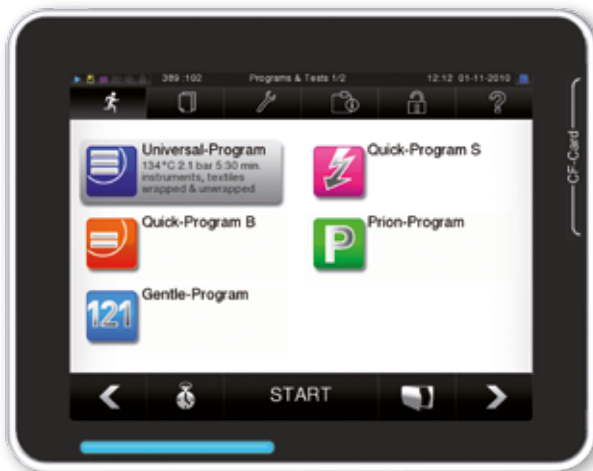 389 :102 Programs & Tests 1/2 12:12 01-11-2010
?
Universal-Program
134°C 2.1 bar 5:30 min.
instruments, textiles
wrapped & unwrapped
Quick-Program S
Quick-Program B
P
Prion-Program
121
Gentle-Program
START
CF-Card